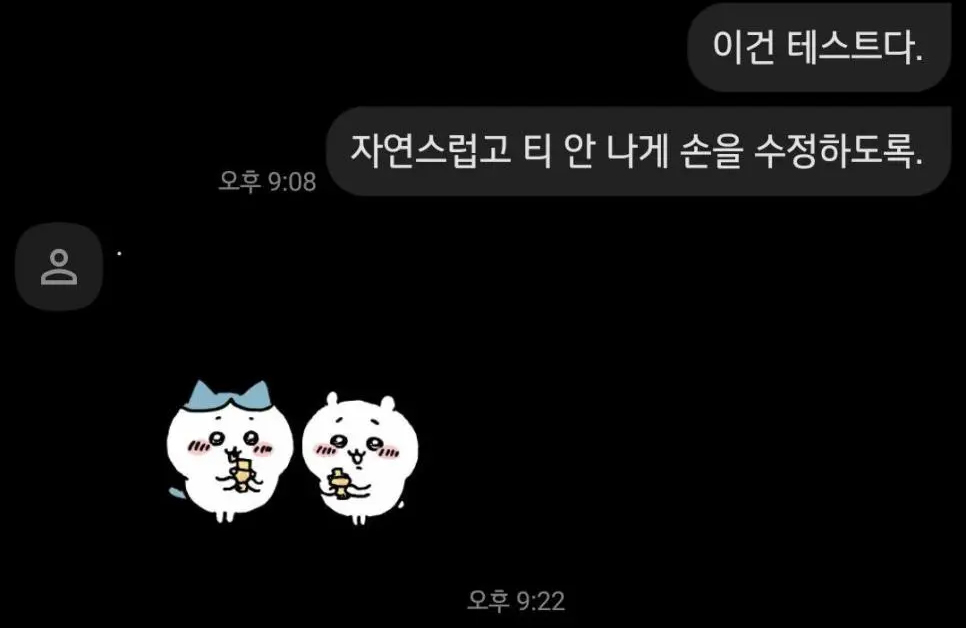 이건 테스트다.
자연스럽고 티 안 나게 손을 수정하도록.
오후 9:08
.
오후 9:22